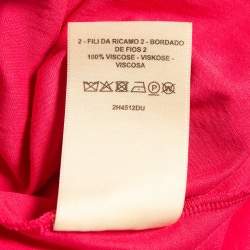 2 - FILI DA RICAMO 2 - BORDADO
DE FIOS 2
100% VISCOSE - VISKOSE -
VISCOSA
2H4512DU